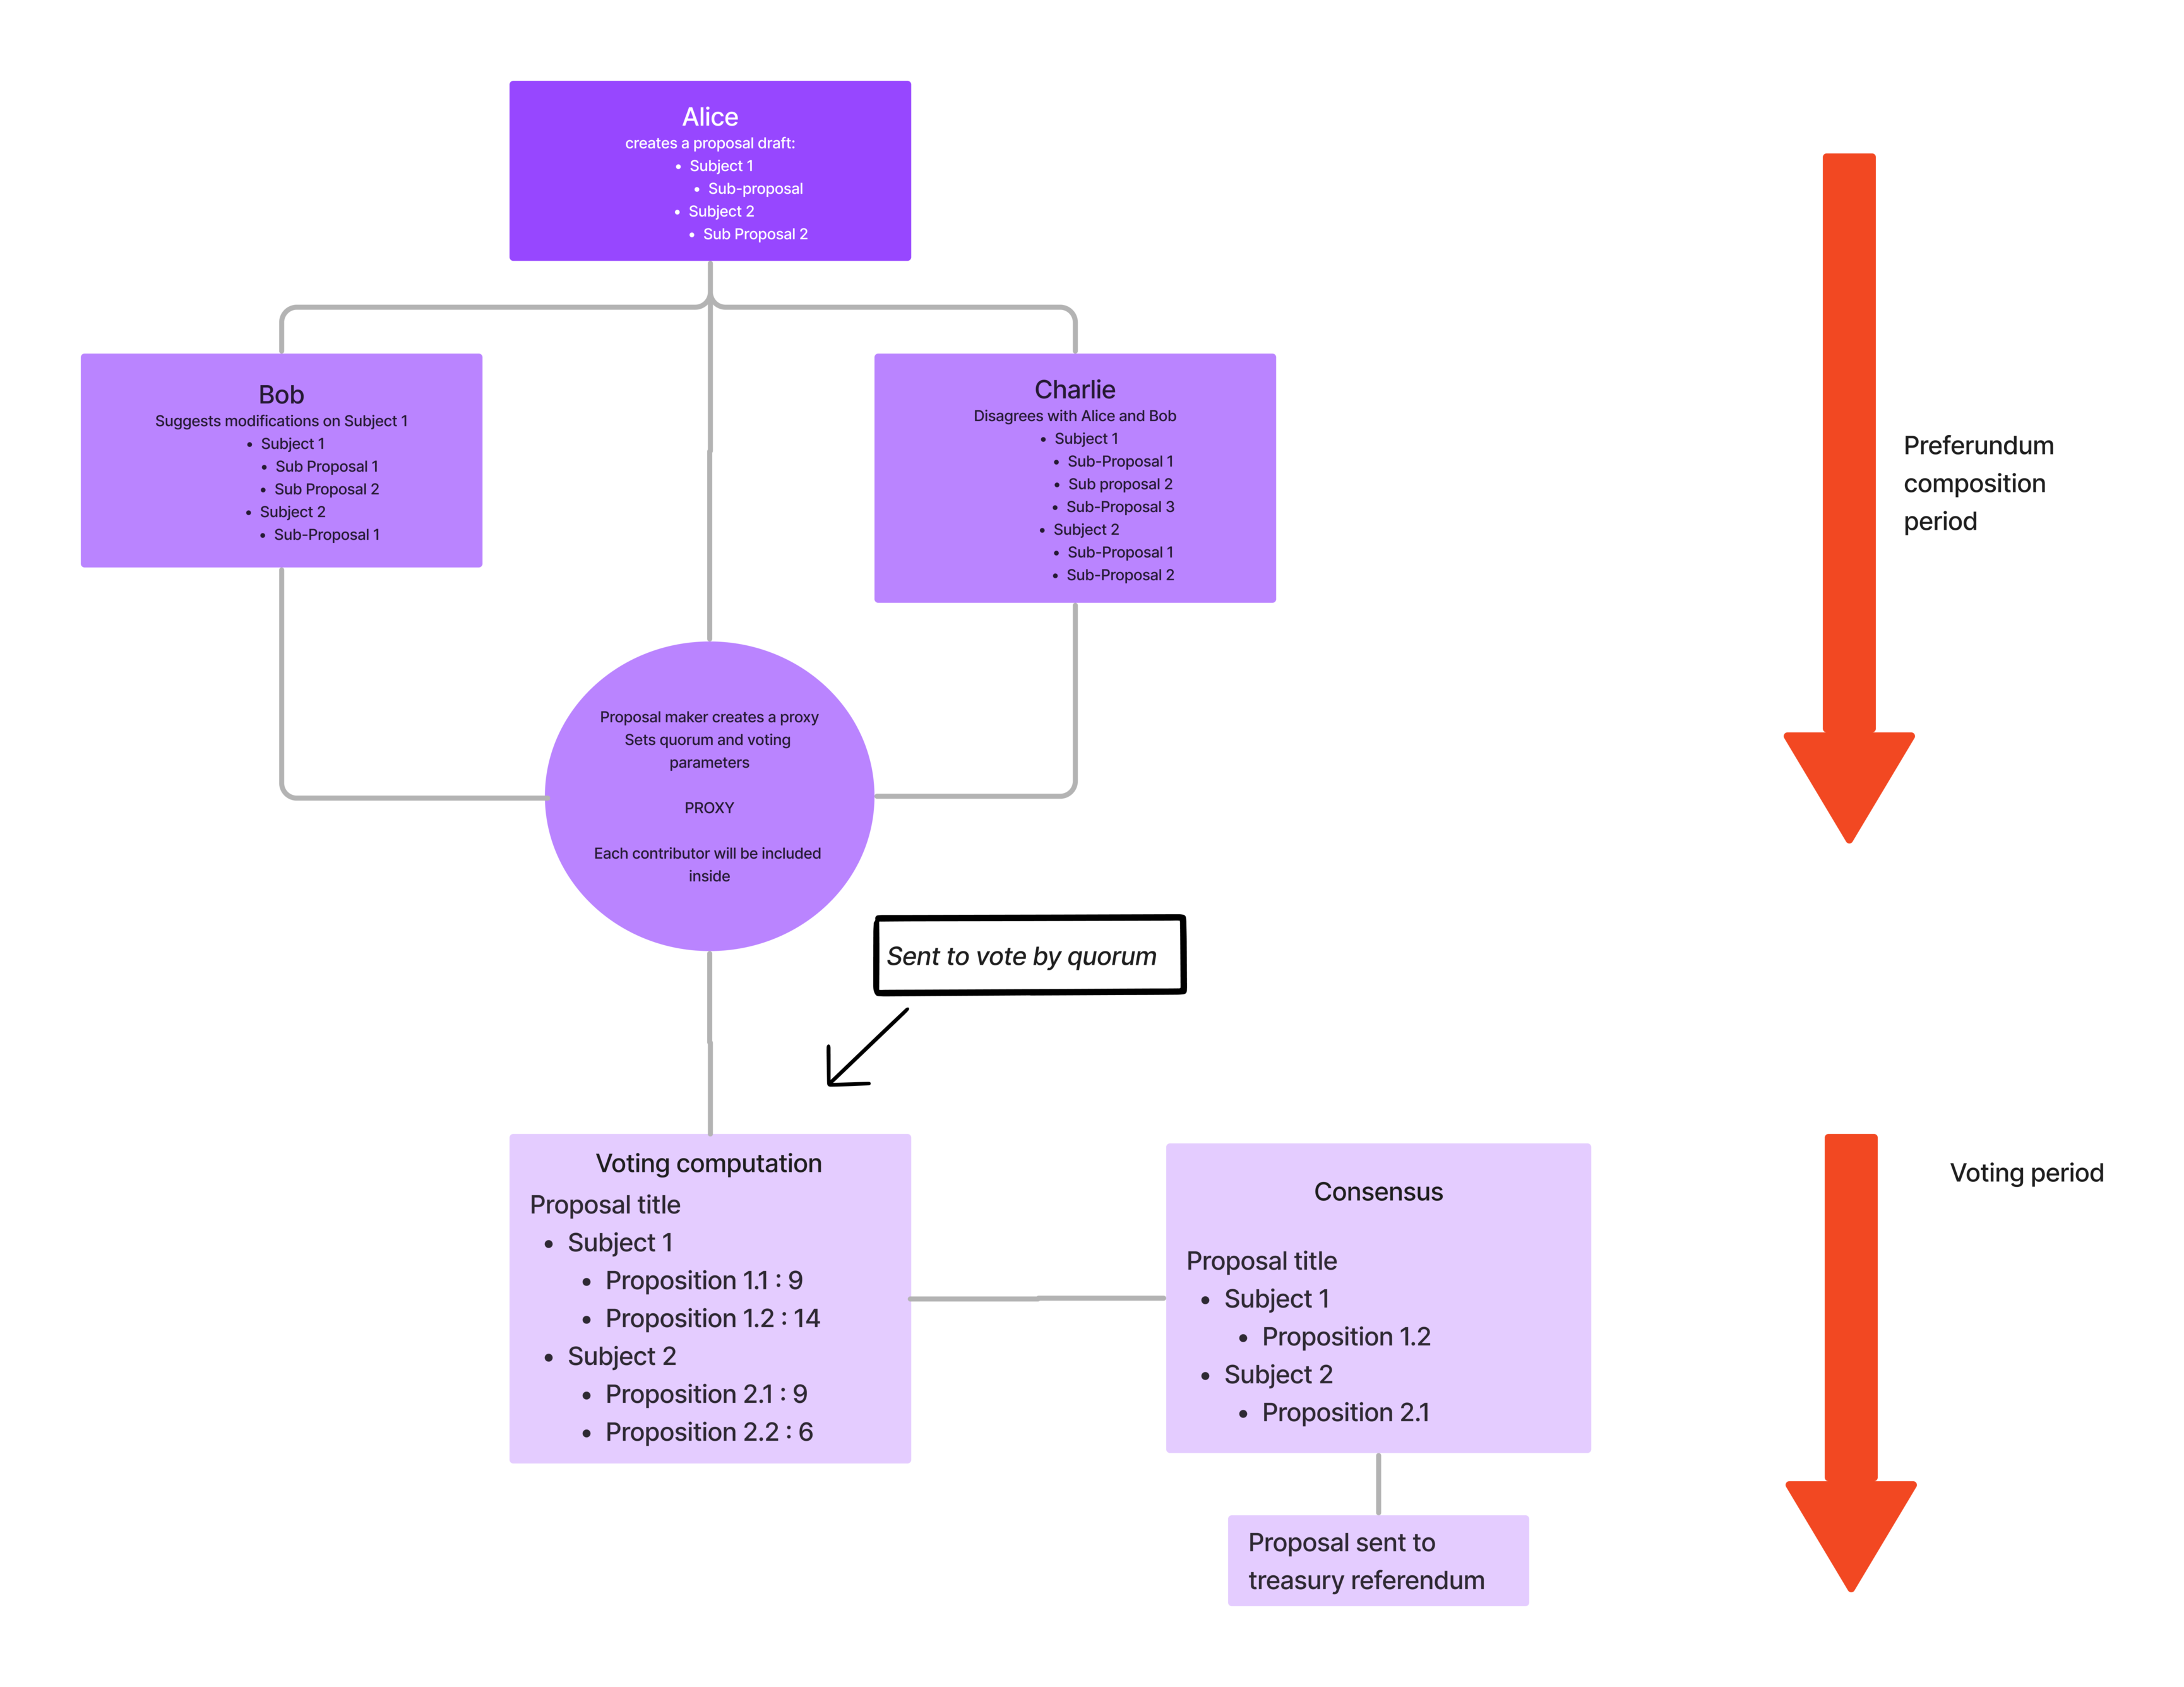 Alice
creates a proposal draft:
• Subject 1
• Sub-proposal
• Subject 2
• Sub Proposal 2
Bob
Suggests modifications on Subject 1
• Subject 1
• Sub Proposal 1
• Sub Proposal 2
• Subject 2
• Sub-Proposal 1
Charlie
Disagrees with Alice and Bob
• Subject 1
• Sub-Proposal 1
• Sub proposal 2
• Sub-Proposal 3
• Subject 2
• Sub-Proposal 1
• Sub-Proposal 2
Preferundum
composition
period
Proposal maker creates a proxy
Sets quorum and voting
parameters
PROXY
Each contributor will be included
inside
Sent to vote by quorum
Voting computation
Proposal title
• Subject 1
• Proposition 1.1 : 9
• Proposition 1.2 : 14
• Subject 2
• Proposition 2.1 : 9
• Proposition 2.2 : 6
Consensus
Proposal title
• Subject 1
• Proposition 1.2
• Subject 2
• Proposition 2.1
Voting period
Proposal sent to
treasury referendum